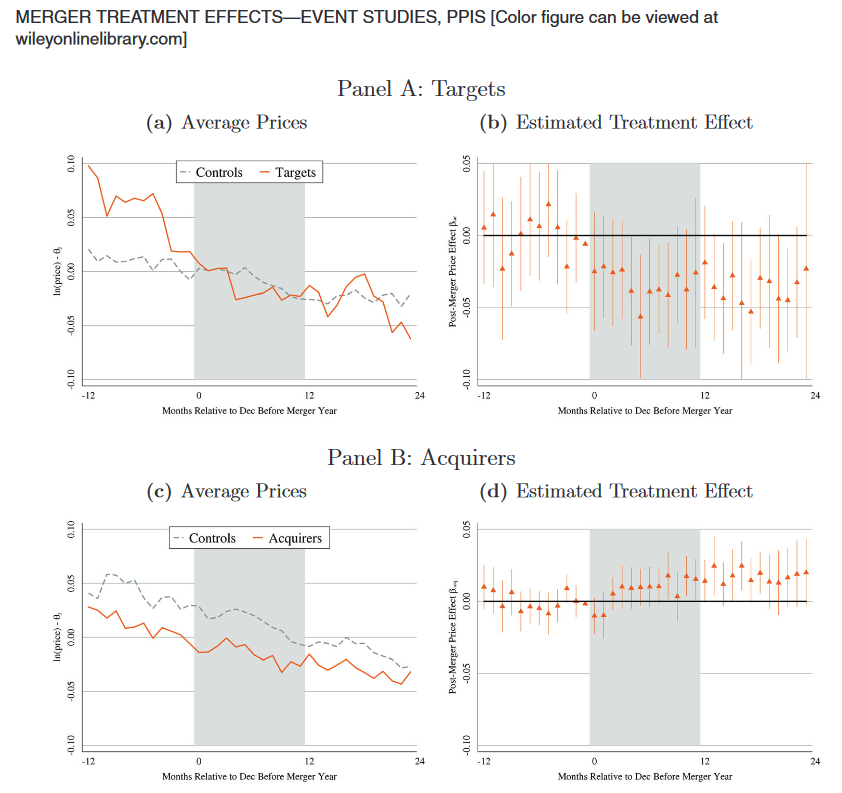 MERGER TREATMENT EFFECTS—EVENT STUDIES, PPIS [Color figure can be viewed at
wileyonlinelibrary.com]
Panel A: Targets
(a) Average Prices
Controls
Targets
ln(price) - θⱼ
0.10
0.05
0.00
-0.05
-0.10
-12
0
12
24
Months Relative to Dec Before Merger Year
(b) Estimated Treatment Effect
Post-Merger Price Effect β
0.05
0.00
-0.05
-0.10
-12
0
12
24
Months Relative to Dec Before Merger Year
Panel B: Acquirers
(c) Average Prices
Controls
Acquirers
ln(price) - θⱼ
0.10
0.05
0.00
-0.05
-0.10
-12
0
12
24
Months Relative to Dec Before Merger Year
(d) Estimated Treatment Effect
Post-Merger Price Effect β
0.05
0.00
-0.05
-0.10
-12
0
12
24
Months Relative to Dec Before Merger Year